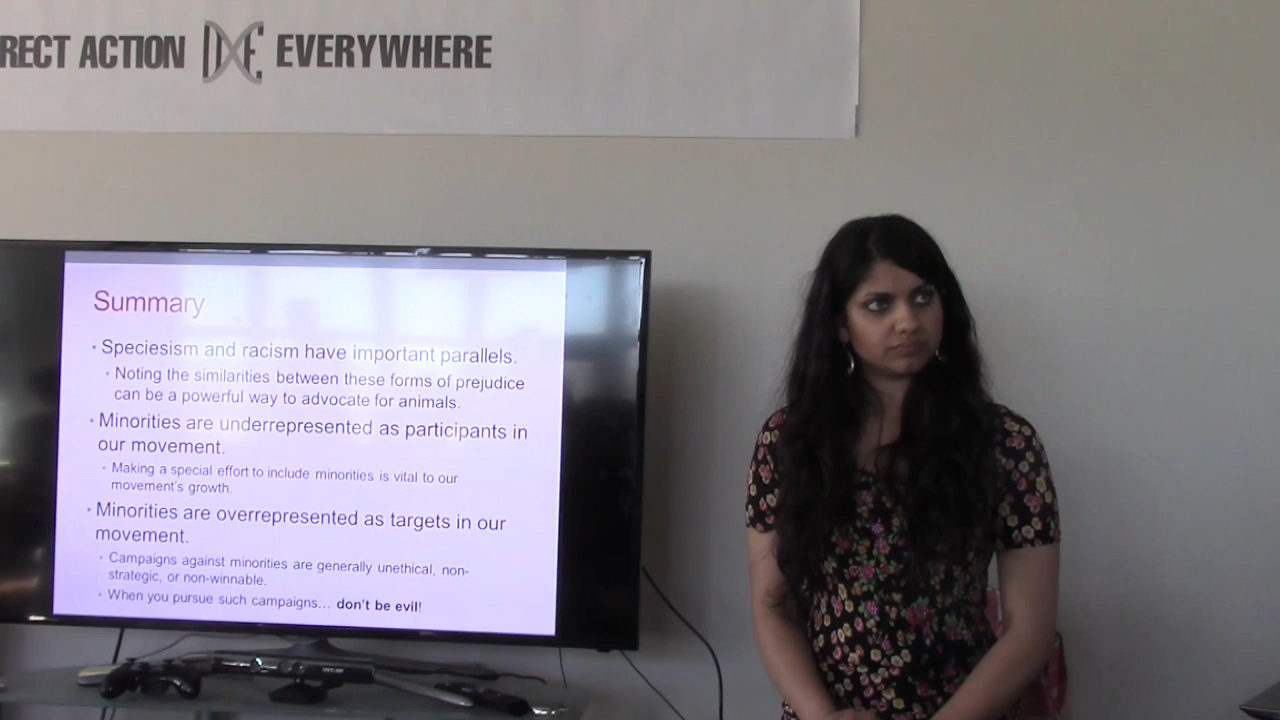 RECT ACTION DXE EVERYWHERE
Summary
• Speciesism and racism have important parallels.
• Noting the similarities between these forms of prejudice
can be a powerful way to advocate for animals.
• Minorities are underrepresented as participants in
our movement.
• Making a special effort to include minorities is vital to our
movement's growth.
• Minorities are overrepresented as targets in our
movement.
• Campaigns against minorities are generally unethical, non-
strategic, or non-winnable.
• When you pursue such campaigns... don't be evil!